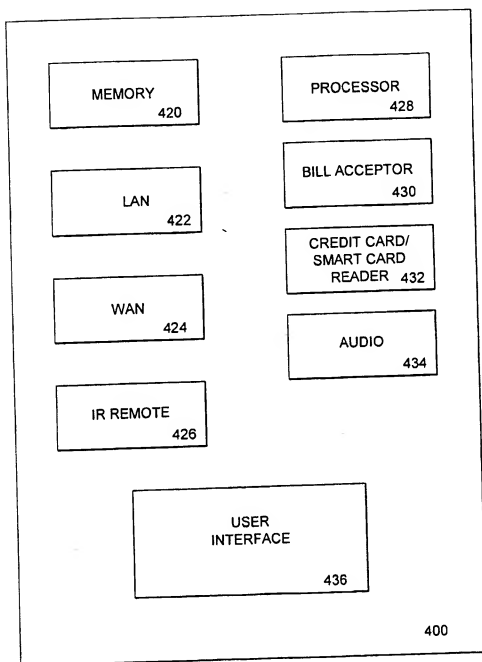 MEMORY
420
LAN
422
WAN
424
IR REMOTE
426
PROCESSOR
428
BILL ACCEPTOR
430
CREDIT CARD/
SMART CARD
READER 432
AUDIO
434
USER
INTERFACE
436
400